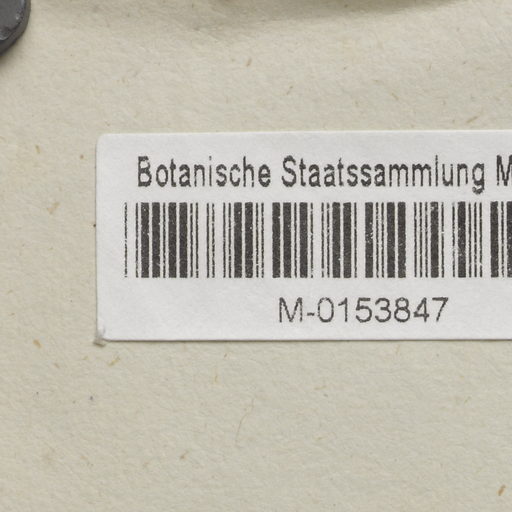 Botanische Staatssammlung M
M-0153847